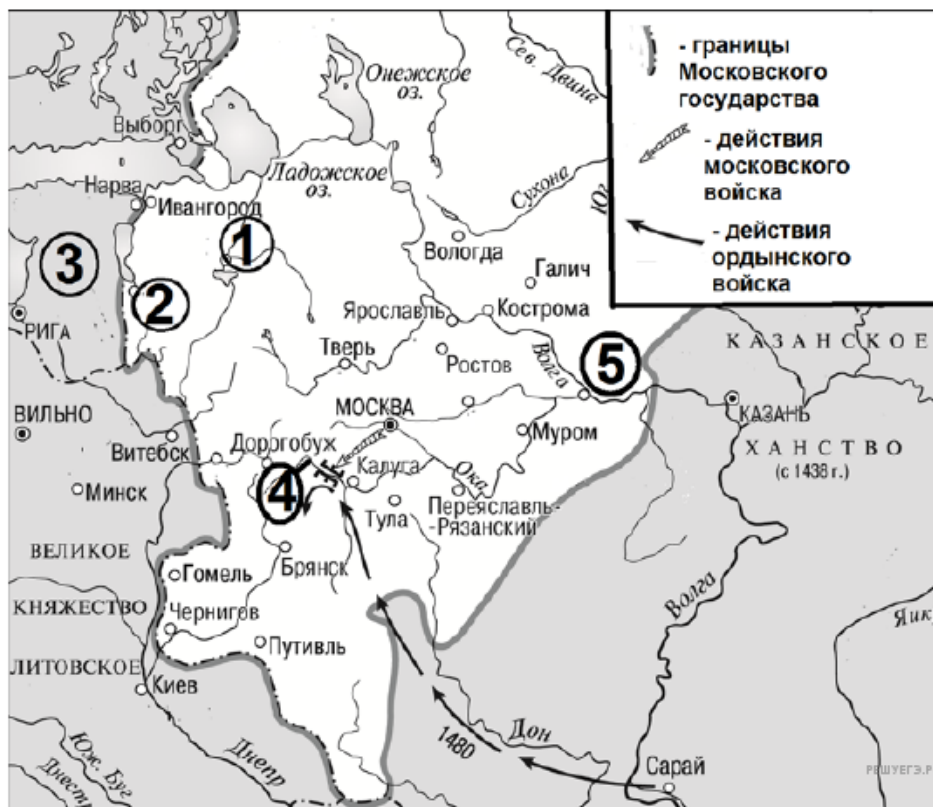 - границы
Московского
государства
- действия
московского
войска
- действия
ордынского
войска
Онежское
оз.
Сев. Двина
Выборг
Ладожское
оз.
Сухона
Юг
Нарва
Ивангород
1
Вологда
3
Галич
2
Кострома
Ярославль
РИГА
Тверь
Ростов
Волга
5
КАЗАНСКОЕ
МОСКВА
КАЗАНЬ
ВИЛЬНО
Муром
ХАНСТВО
(с 1438 г.)
Витебск
Дорогобуж
Калуга
Ока
4
Минск
Тула
Переяславль-
-Рязанский
ВЕЛИКОЕ
Брянск
Гомель
КНЯЖЕСТВО
Чернигов
Волга
Яик
Путивль
ЛИТОВСКОЕ
Киев
Дон
1480
Сарай
Юж. Буг
Днестр
Днепр
РЕШУЕГЭ.Р